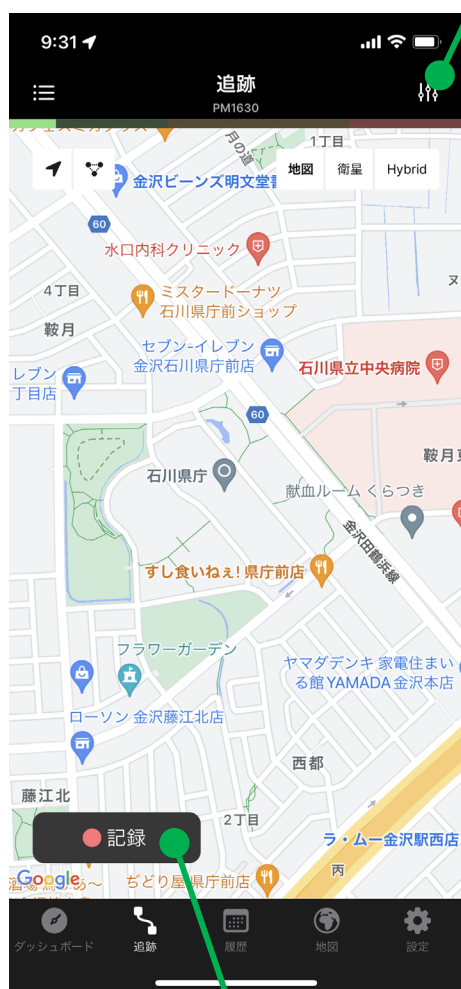 9:31
追跡
PM1630
月の道
1丁目
地図 衛星 Hybrid
金沢ビーンズ明文堂書
60
水口内科クリニック
4丁目
ミスタードーナツ
石川県庁前ショップ
ヌ
鞍月
セブン-イレブン
金沢石川県庁前店
レブン
丁目店
石川県立中央病院
60
鞍月東
石川県庁
献血ルーム くらつき
金沢田鶴浜線
すし食いねぇ! 県庁前店
フラワーガーデン
ヤマダデンキ 家電住まい
る館 YAMADA 金沢本店
ローソン 金沢藤江北店
西都
藤江北
2丁目
記録
ラ・ムー金沢駅西店
丙
Google
ちどり屋 県庁前店
ダッシュボード 追跡 履歴 地図 設定